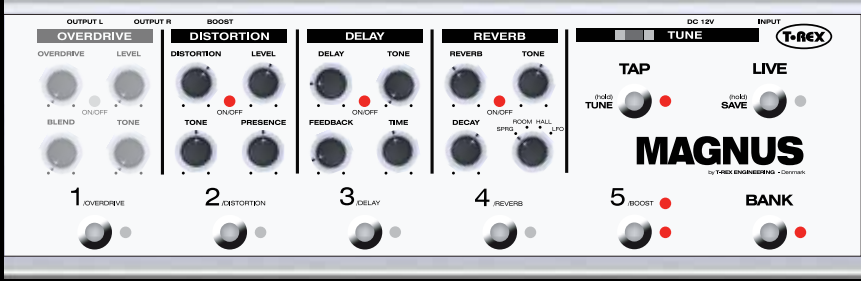 OUTPUT L OUTPUT R BOOST DC 12V INPUT
OVERDRIVE DISTORTION DELAY REVERB TUNE T-REX
OVERDRIVE LEVEL DISTORTION LEVEL DELAY TONE REVERB TONE
TAP LIVE
(hold) TUNE (hold) SAVE
ON/OFF ON/OFF ON/OFF ON/OFF
BLEND TONE TONE PRESENCE FEEDBACK TIME DECAY SPRG ROOM HALL LFO
MAGNUS
by T-REX ENGINEERING - Denmark
1 /OVERDRIVE 2 /DISTORTION 3 /DELAY 4 /REVERB 5 /BOOST BANK